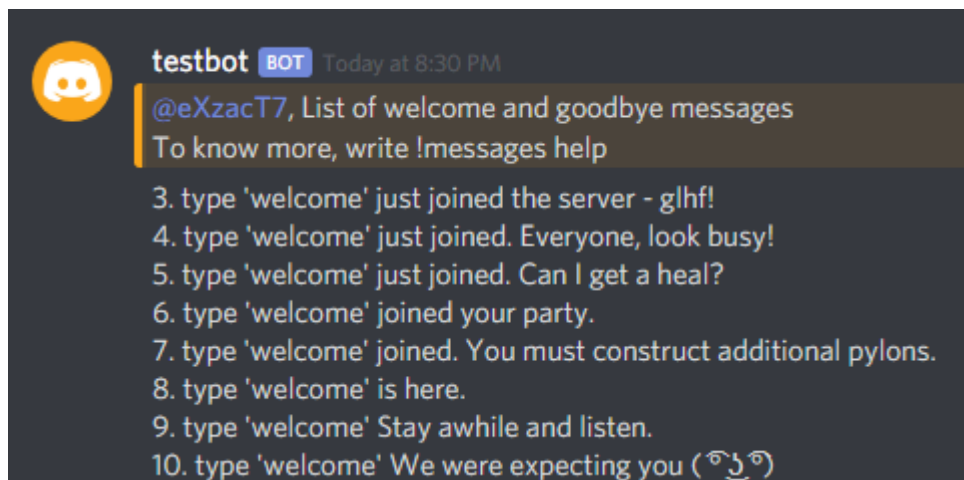 testbot BOT Today at 8:30 PM
@eXzacT7, List of welcome and goodbye messages
To know more, write !messages help
3. type 'welcome' just joined the server - glhf!
4. type 'welcome' just joined. Everyone, look busy!
5. type 'welcome' just joined. Can I get a heal?
6. type 'welcome' joined your party.
7. type 'welcome' joined. You must construct additional pylons.
8. type 'welcome' is here.
9. type 'welcome' Stay awhile and listen.
10. type 'welcome' We were expecting you ( ͡° ͜ʖ ͡°)